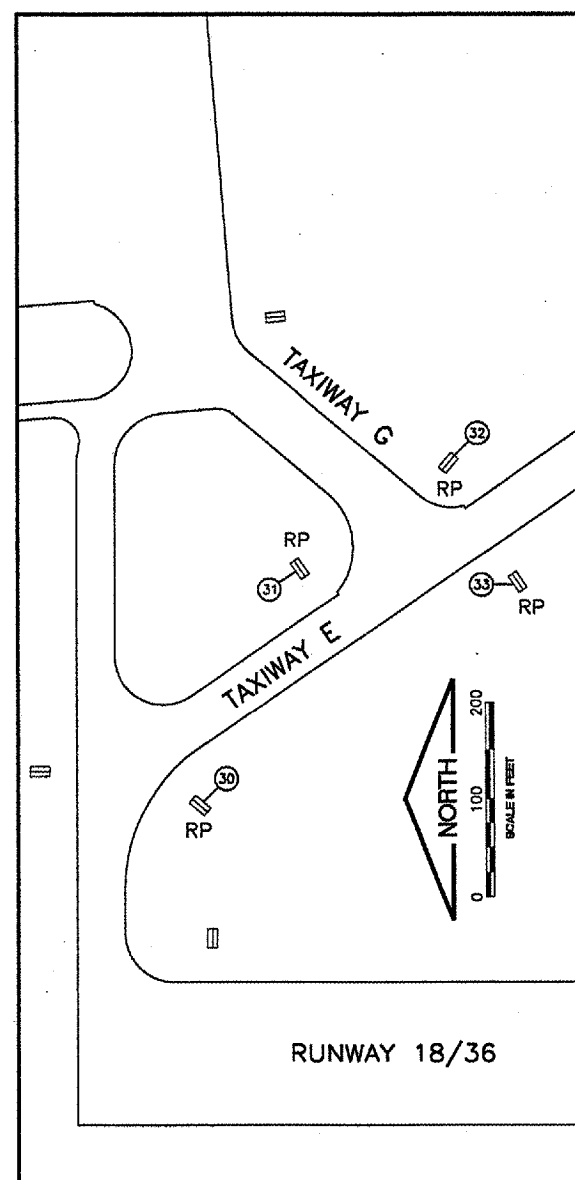 TAXIWAY G
32
RP
RP
31
33
RP
TAXIWAY E
30
RP
NORTH
0 100 200
SCALE IN FEET
RUNWAY 18/36